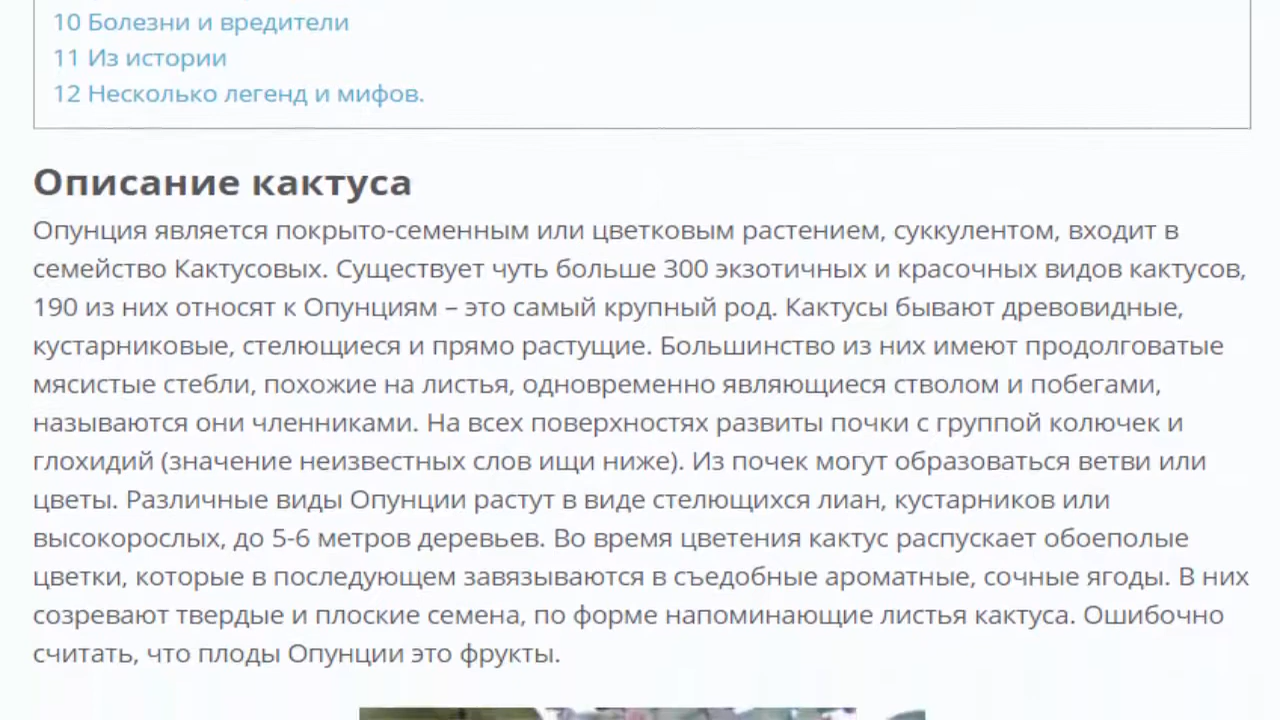 10 Болезни и вредители
11 Из истории
12 Несколько легенд и мифов.
Описание кактуса
Опунция является покрыто-семенным или цветковым растением, суккулентом, входит в
семейство Кактусовых. Существует чуть больше 300 экзотичных и красочных видов кактусов,
190 из них относят к Опунциям – это самый крупный род. Кактусы бывают древовидные,
кустарниковые, стелющиеся и прямо растущие. Большинство из них имеют продолговатые
мясистые стебли, похожие на листья, одновременно являющиеся стволом и побегами,
называются они членниками. На всех поверхностях развиты почки с группой колючек и
глохидий (значение неизвестных слов ищи ниже). Из почек могут образоваться ветви или
цветы. Различные виды Опунции растут в виде стелющихся лиан, кустарников или
высокорослых, до 5-6 метров деревьев. Во время цветения кактус распускает обоеполые
цветки, которые в последующем завязываются в съедобные ароматные, сочные ягоды. В них
созревают твердые и плоские семена, по форме напоминающие листья кактуса. Ошибочно
считать, что плоды Опунции это фрукты.